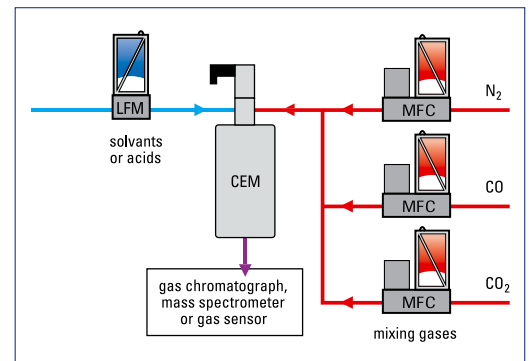 LFM
solvants
or acids
CEM
gas chromatograph,
mass spectrometer
or gas sensor
N₂
MFC
CO
MFC
CO₂
MFC
mixing gases